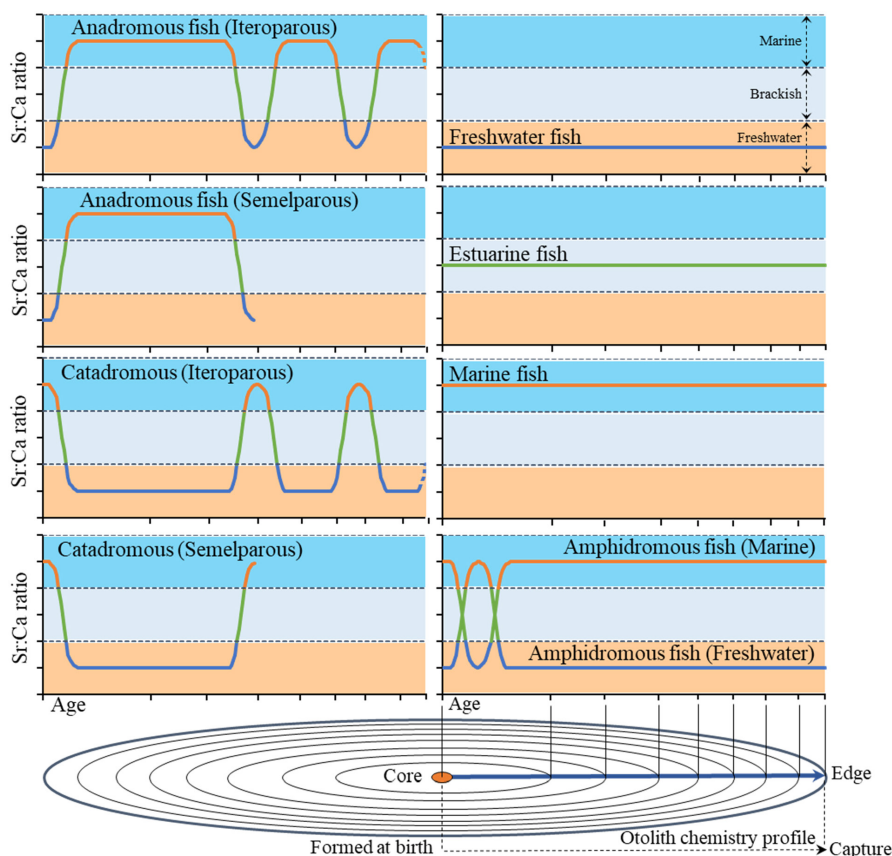 Anadromous fish (Iteroparous)
Sr:Ca ratio
Marine
Brackish
Freshwater
Freshwater fish
Anadromous fish (Semelparous)
Sr:Ca ratio
Estuarine fish
Catadromous (Iteroparous)
Sr:Ca ratio
Marine fish
Catadromous (Semelparous)
Sr:Ca ratio
Amphidromous fish (Marine)
Amphidromous fish (Freshwater)
Age
Age
Core
Edge
Otolith chemistry profile
Formed at birth
Capture